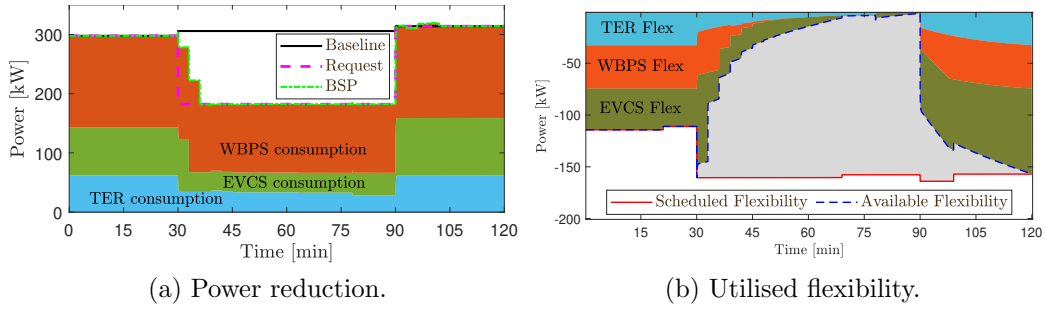 300
200
100
0
Power [kW]
Baseline
Request
BSP
WBPS consumption
EVCS consumption
TER consumption
0 15 30 45 60 75 90 105 120
Time [min]
(a) Power reduction.
-50
-100
-150
-200
Power [kW]
TER Flex
WBPS Flex
EVCS Flex
Scheduled Flexibility Available Flexibility
15 30 45 60 75 90 105 120
Time [min]
(b) Utilised flexibility.